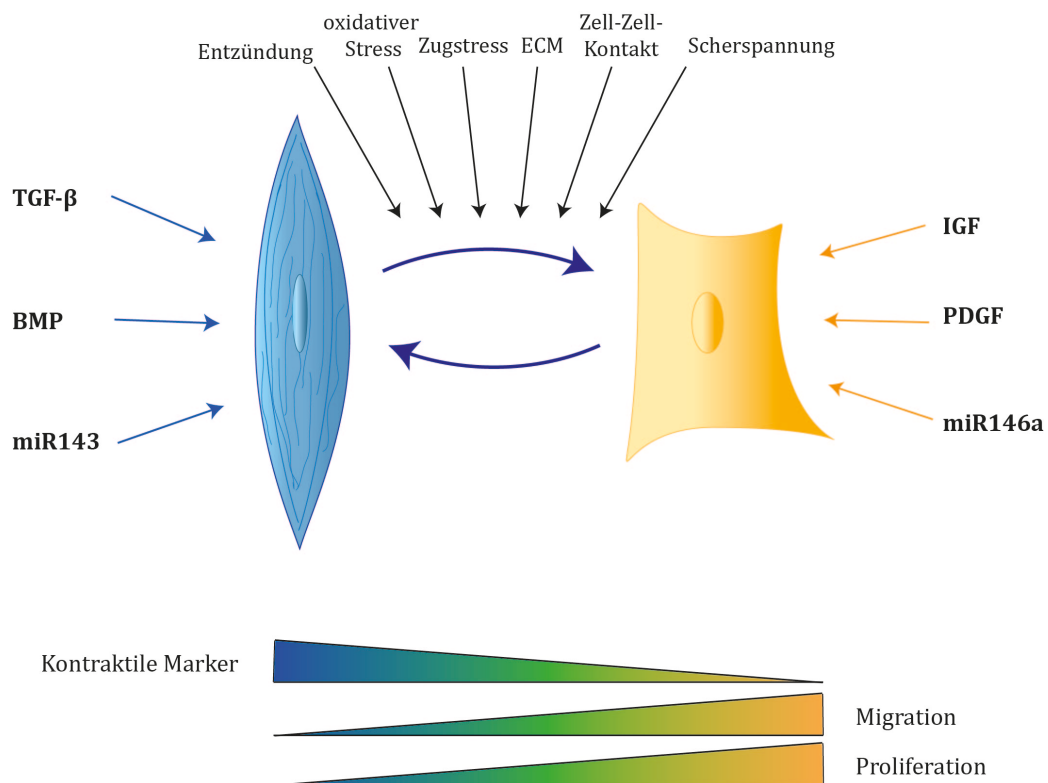 oxidativer
Stress
Entzündung
Zugstress
ECM
Zell-Zell-
Kontakt
Scherspannung
TGF-β
BMP
miR143
IGF
PDGF
miR146a
Kontraktile Marker
Migration
Proliferation